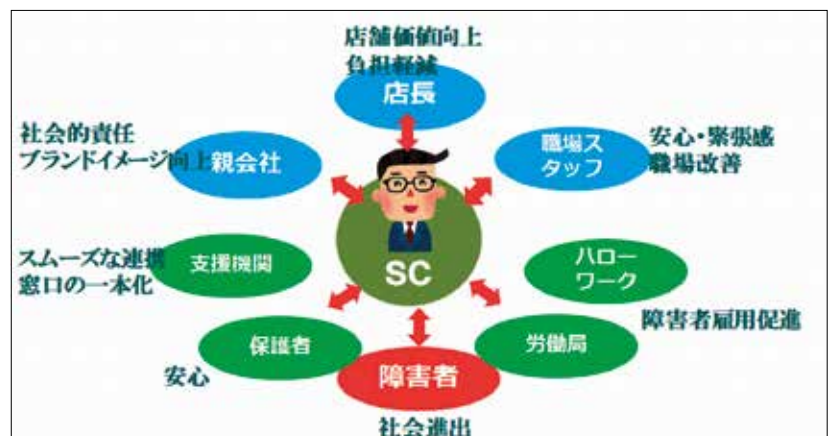 店舗価値向上
負担軽減
店長
社会的責任
ブランドイメージ向上
親会社
職場ス
タッフ
安心・緊張感
職場改善
スムーズな連携
窓口の一本化
支援機関
SC
ハロー
ワーク
障害者雇用促進
保護者
労働局
安心
障害者
社会進出